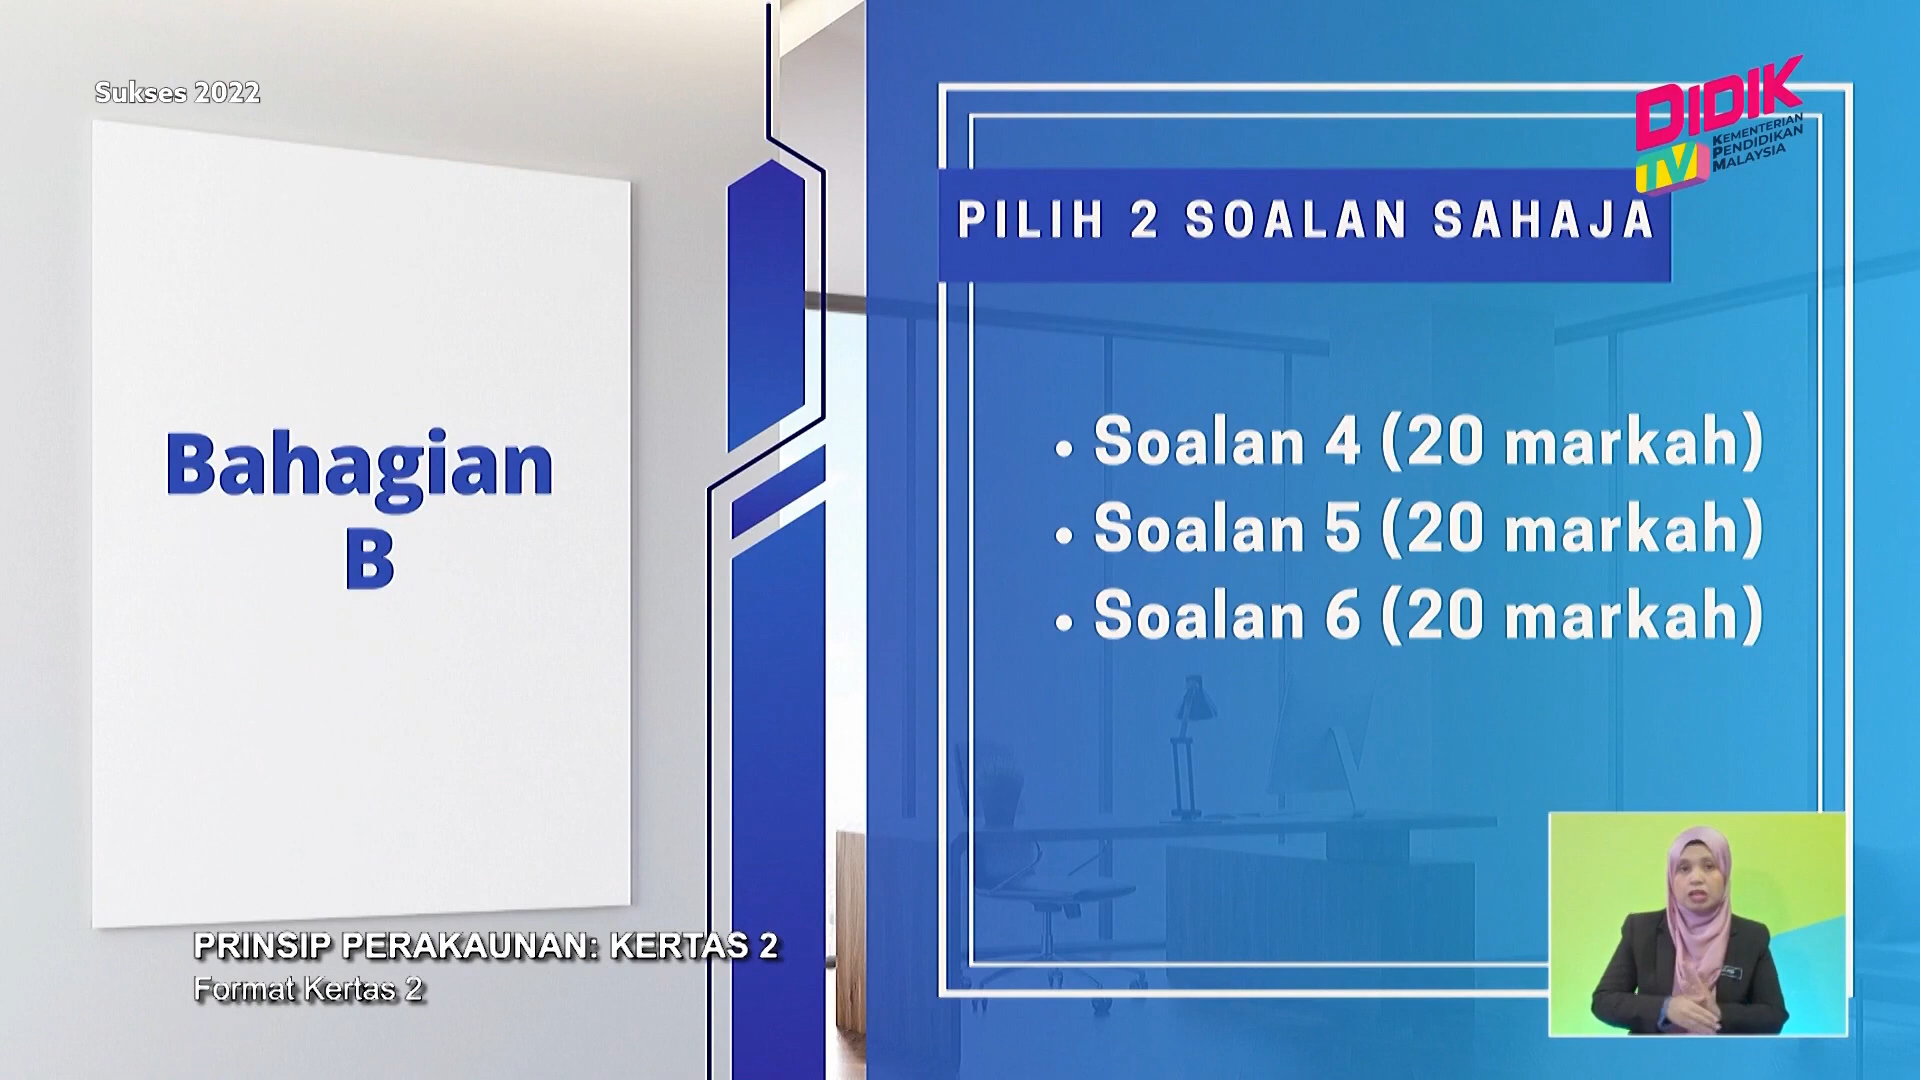 Sukses 2022
DIDIK
TV
KEMENTERIAN
PENDIDIKAN
MALAYSIA
Bahagian
B
PILIH 2 SOALAN SAHAJA
• Soalan 4 (20 markah)
• Soalan 5 (20 markah)
• Soalan 6 (20 markah)
PRINSIP PERAKAUNAN: KERTAS 2
Format Kertas 2